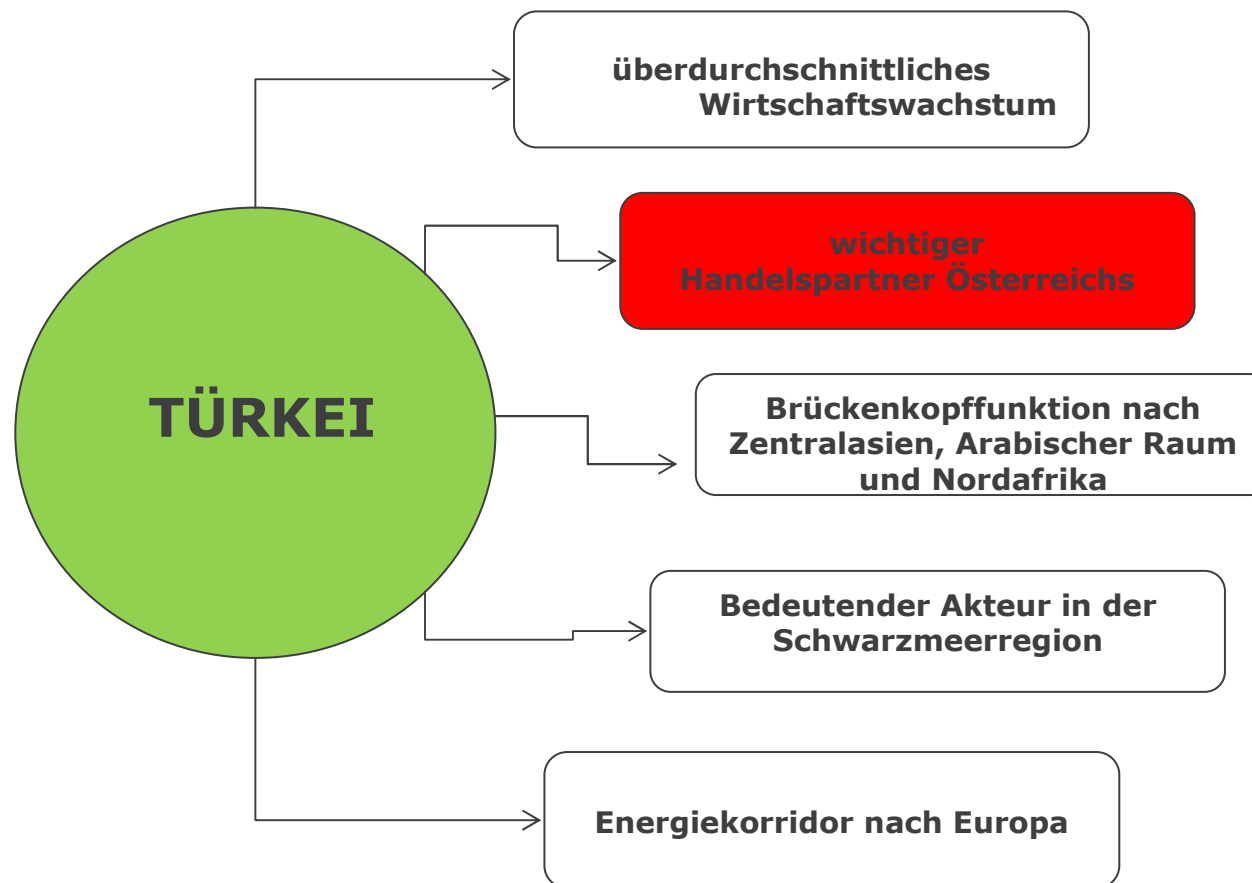 überdurchschnittliches
Wirtschaftswachstum
wichtiger
Handelspartner Österreichs
TÜRKEI
Brückenkopffunktion nach
Zentralasien, Arabischer Raum
und Nordafrika
Bedeutender Akteur in der
Schwarzmeerregion
Energiekorridor nach Europa